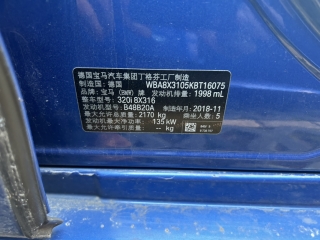 德国宝马汽车集团丁格芬工厂制造
制造国: 德国 WBA8X3105KBT16075
品 牌: 宝马 (BMW) 牌 发动机排量: 1998 mL
整车型号: 320i 8X316
发动机型号: B48B20A 制造年月: 2018-11
最大允许总质量: 2170 kg 乘坐人数: 5
发动机最大净功率: 135 kW
最大允许牵引质量: -- kg